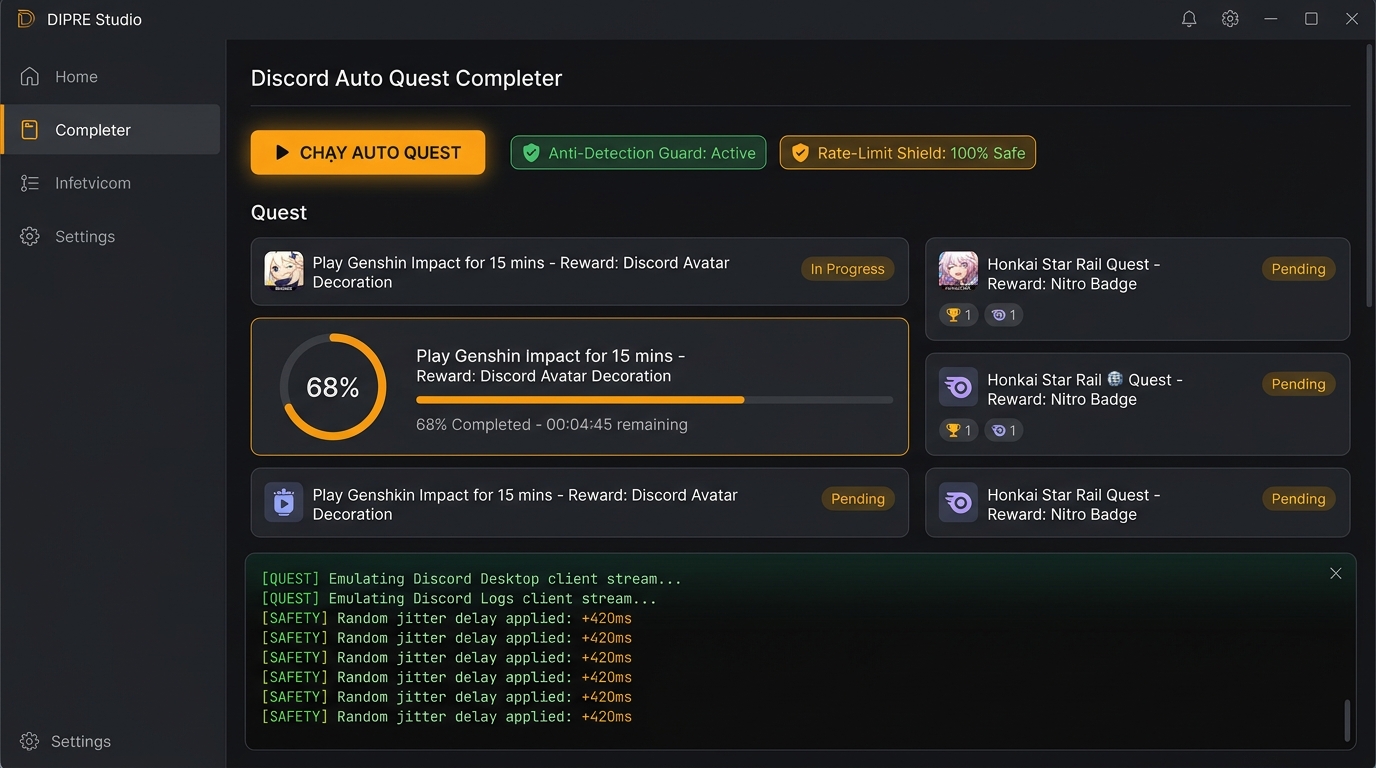 DIPRE Studio
Home
Completer
Infetvicom
Settings
Settings
Discord Auto Quest Completer
CHẠY AUTO QUEST
Anti-Detection Guard: Active
Rate-Limit Shield: 100% Safe
Quest
Play Genshin Impact for 15 mins - Reward: Discord Avatar
Decoration
In Progress
68%
Play Genshin Impact for 15 mins -
Reward: Discord Avatar Decoration
68% Completed - 00:04:45 remaining
Play Genshkin Impact for 15 mins - Reward: Discord Avatar
Decoration
Pending
Honkai Star Rail Quest -
Reward: Nitro Badge
Pending
1
1
Honkai Star Rail Quest -
Reward: Nitro Badge
Pending
1
1
Honkai Star Rail Quest -
Reward: Nitro Badge
Pending
[QUEST] Emulating Discord Desktop client stream...
[QUEST] Emulating Discord Logs client stream...
[SAFETY] Random jitter delay applied: +420ms
[SAFETY] Random jitter delay applied: +420ms
[SAFETY] Random jitter delay applied: +420ms
[SAFETY] Random jitter delay applied: +420ms
[SAFETY] Random jitter delay applied: +420ms
[SAFETY] Random jitter delay applied: +420ms